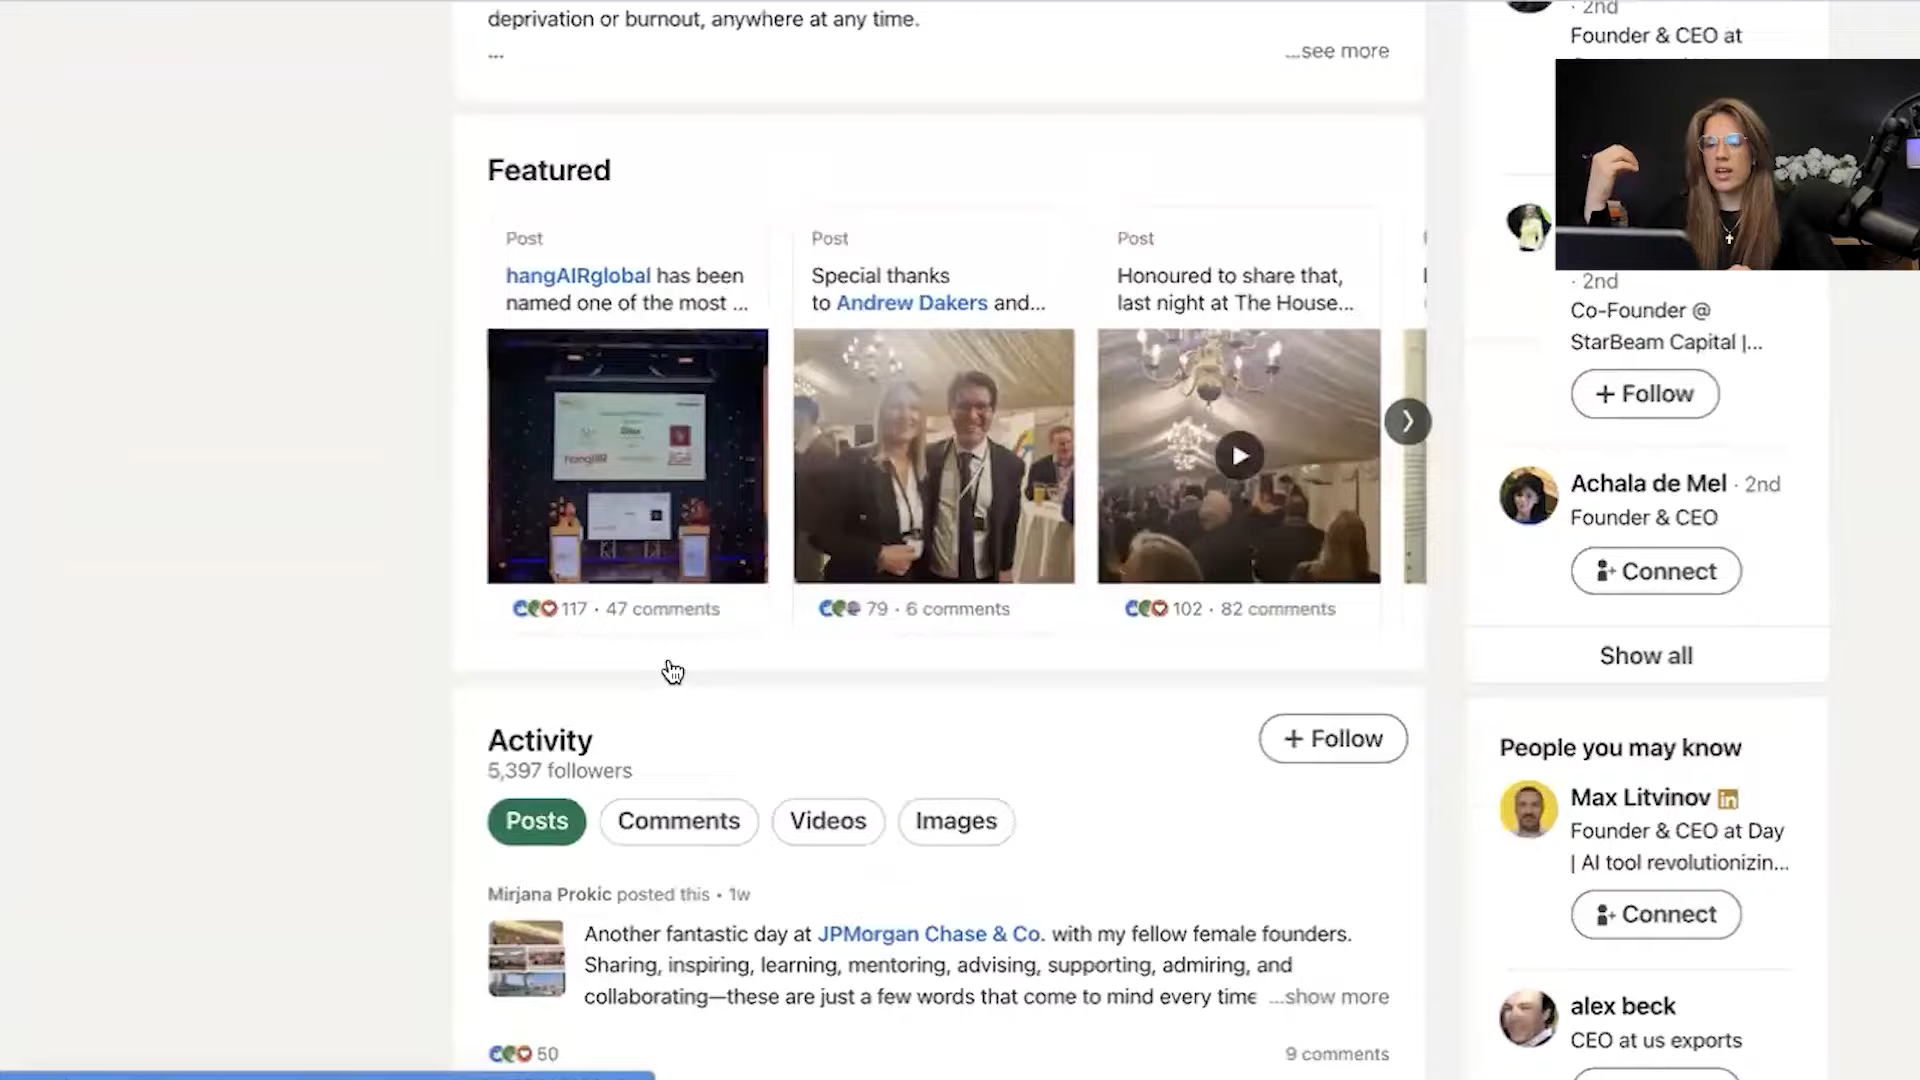 deprivation or burnout, anywhere at any time.
...
...see more
Featured
Post
hangAIRglobal has been
named one of the most ...
117 · 47 comments
Post
Special thanks
to Andrew Dakers and...
79 · 6 comments
Post
Honoured to share that,
last night at The House...
102 · 82 comments
Activity
5,397 followers
+ Follow
Posts
Comments
Videos
Images
Mirjana Prokic posted this • 1w
Another fantastic day at JPMorgan Chase & Co. with my fellow female founders.
Sharing, inspiring, learning, mentoring, advising, supporting, admiring, and
collaborating—these are just a few words that come to mind every time ...show more
50
9 comments
· 2nd
Founder & CEO at
· 2nd
Co-Founder @
StarBeam Capital |...
+ Follow
Achala de Mel · 2nd
Founder & CEO
Connect
Show all
People you may know
Max Litvinov in
Founder & CEO at Day
| AI tool revolutionizin...
Connect
alex beck
CEO at us exports